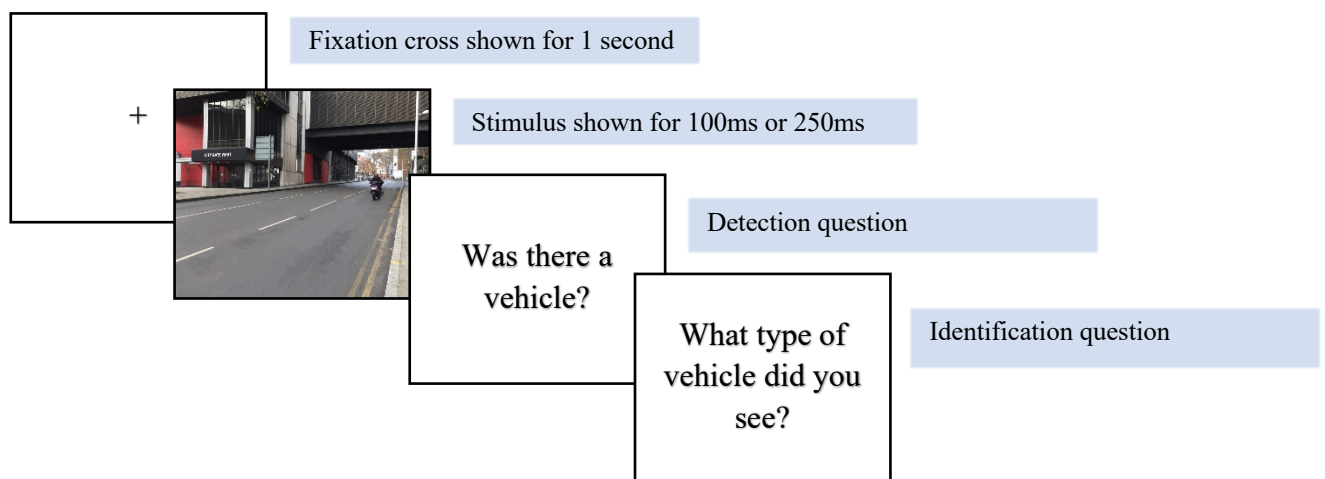 Fixation cross shown for 1 second
+
Stimulus shown for 100ms or 250ms
Detection question
Was there a
vehicle?
Identification question
What type of
vehicle did you
see?